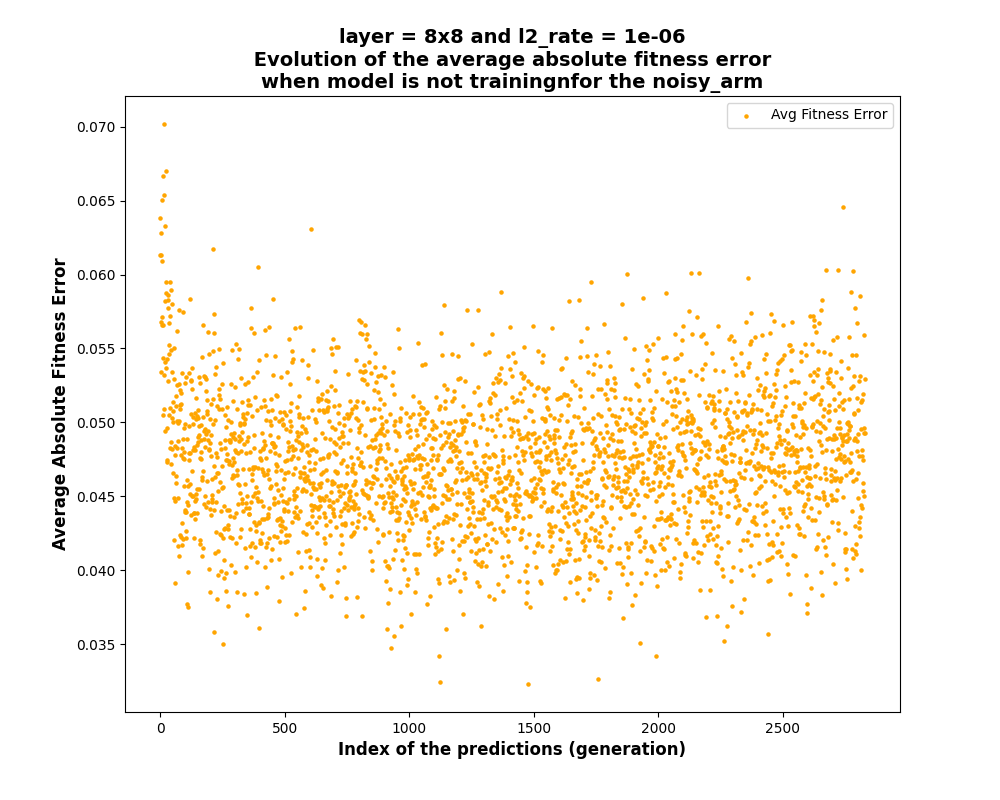 layer = 8x8 and l2_rate = 1e-06
Evolution of the average absolute fitness error
when model is not trainingnfor the noisy_arm
Avg Fitness Error
0.070
0.065
0.060
0.055
0.050
0.045
0.040
0.035
Average Absolute Fitness Error
0
500
1000
1500
2000
2500
Index of the predictions (generation)